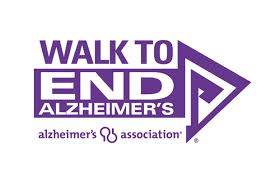 WALK TO
END
ALZHEIMER'S
alzheimer's association®